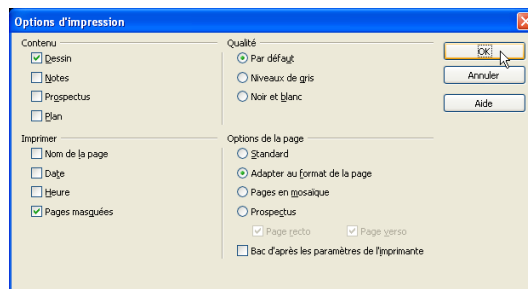 Options d'impression
Contenu
Dessin
Notes
Prospectus
Plan
Qualité
Par défaut
Niveaux de gris
Noir et blanc
OK
Annuler
Aide
Imprimer
Nom de la page
Date
Heure
Pages masquées
Options de la page
Standard
Adapter au format de la page
Pages en mosaïque
Prospectus
Page recto Page verso
Bac d'après les paramètres de l'imprimante